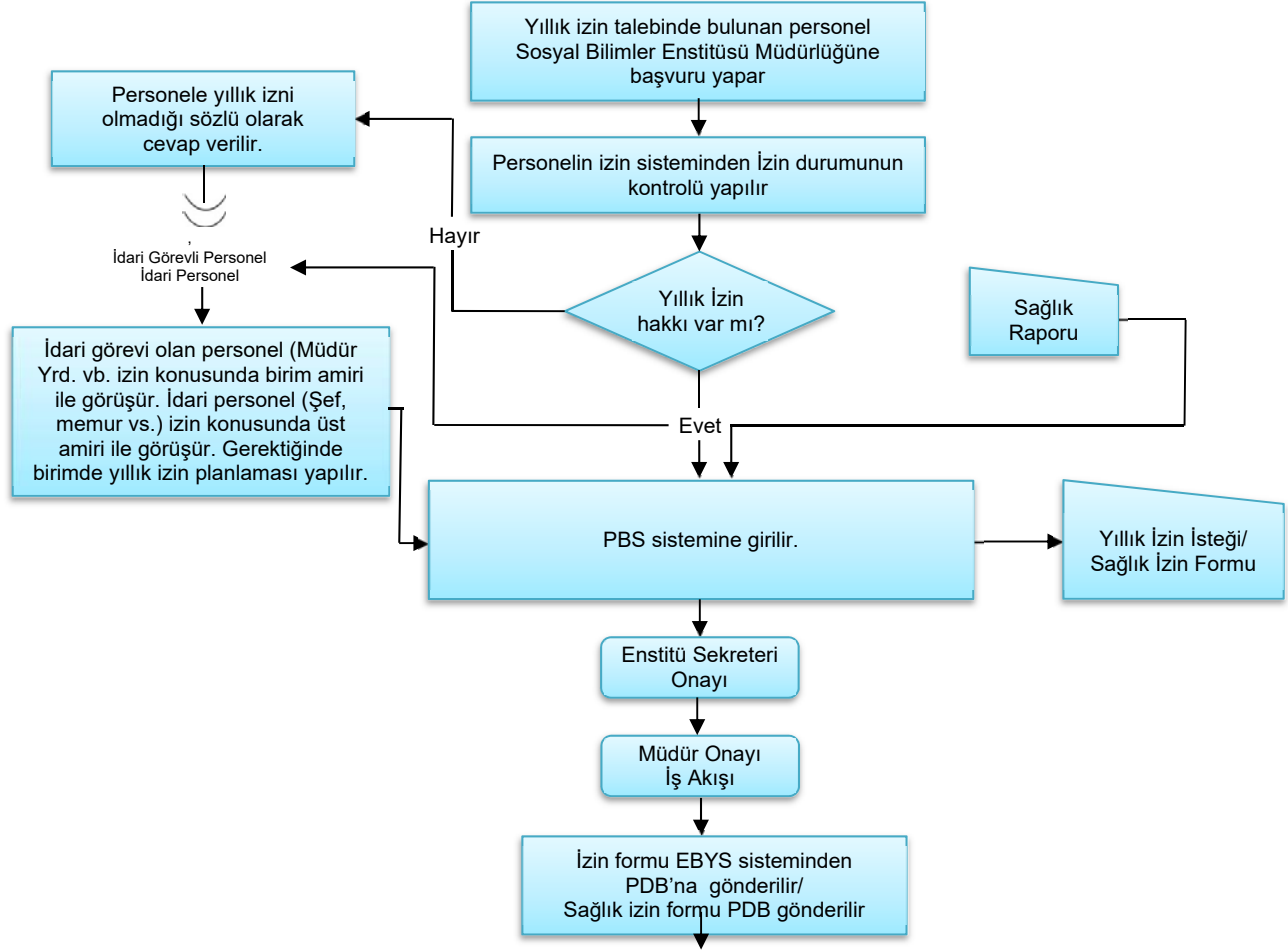 Yıllık izin talebinde bulunan personel
Sosyal Bilimler Enstitüsü Müdürlüğüne
başvuru yapar
Personele yıllık izni
olmadığı sözlü olarak
cevap verilir.
Personelin izin sisteminden İzin durumunun
kontrolü yapılır
Hayır
,
İdari Görevli Personel
İdari Personel
Yıllık İzin
hakkı var mı?
Sağlık
Raporu
İdari görevi olan personel (Müdür
Yrd. vb. izin konusunda birim amiri
ile görüşür. İdari personel (Şef,
memur vs.) izin konusunda üst
amiri ile görüşür. Gerektiğinde
birimde yıllık izin planlaması yapılır.
Evet
PBS sistemine girilir.
Yıllık İzin İsteği/
Sağlık İzin Formu
Enstitü Sekreteri
Onayı
Müdür Onayı
İş Akışı
İzin formu EBYS sisteminden
PDB’na gönderilir/
Sağlık izin formu PDB gönderilir